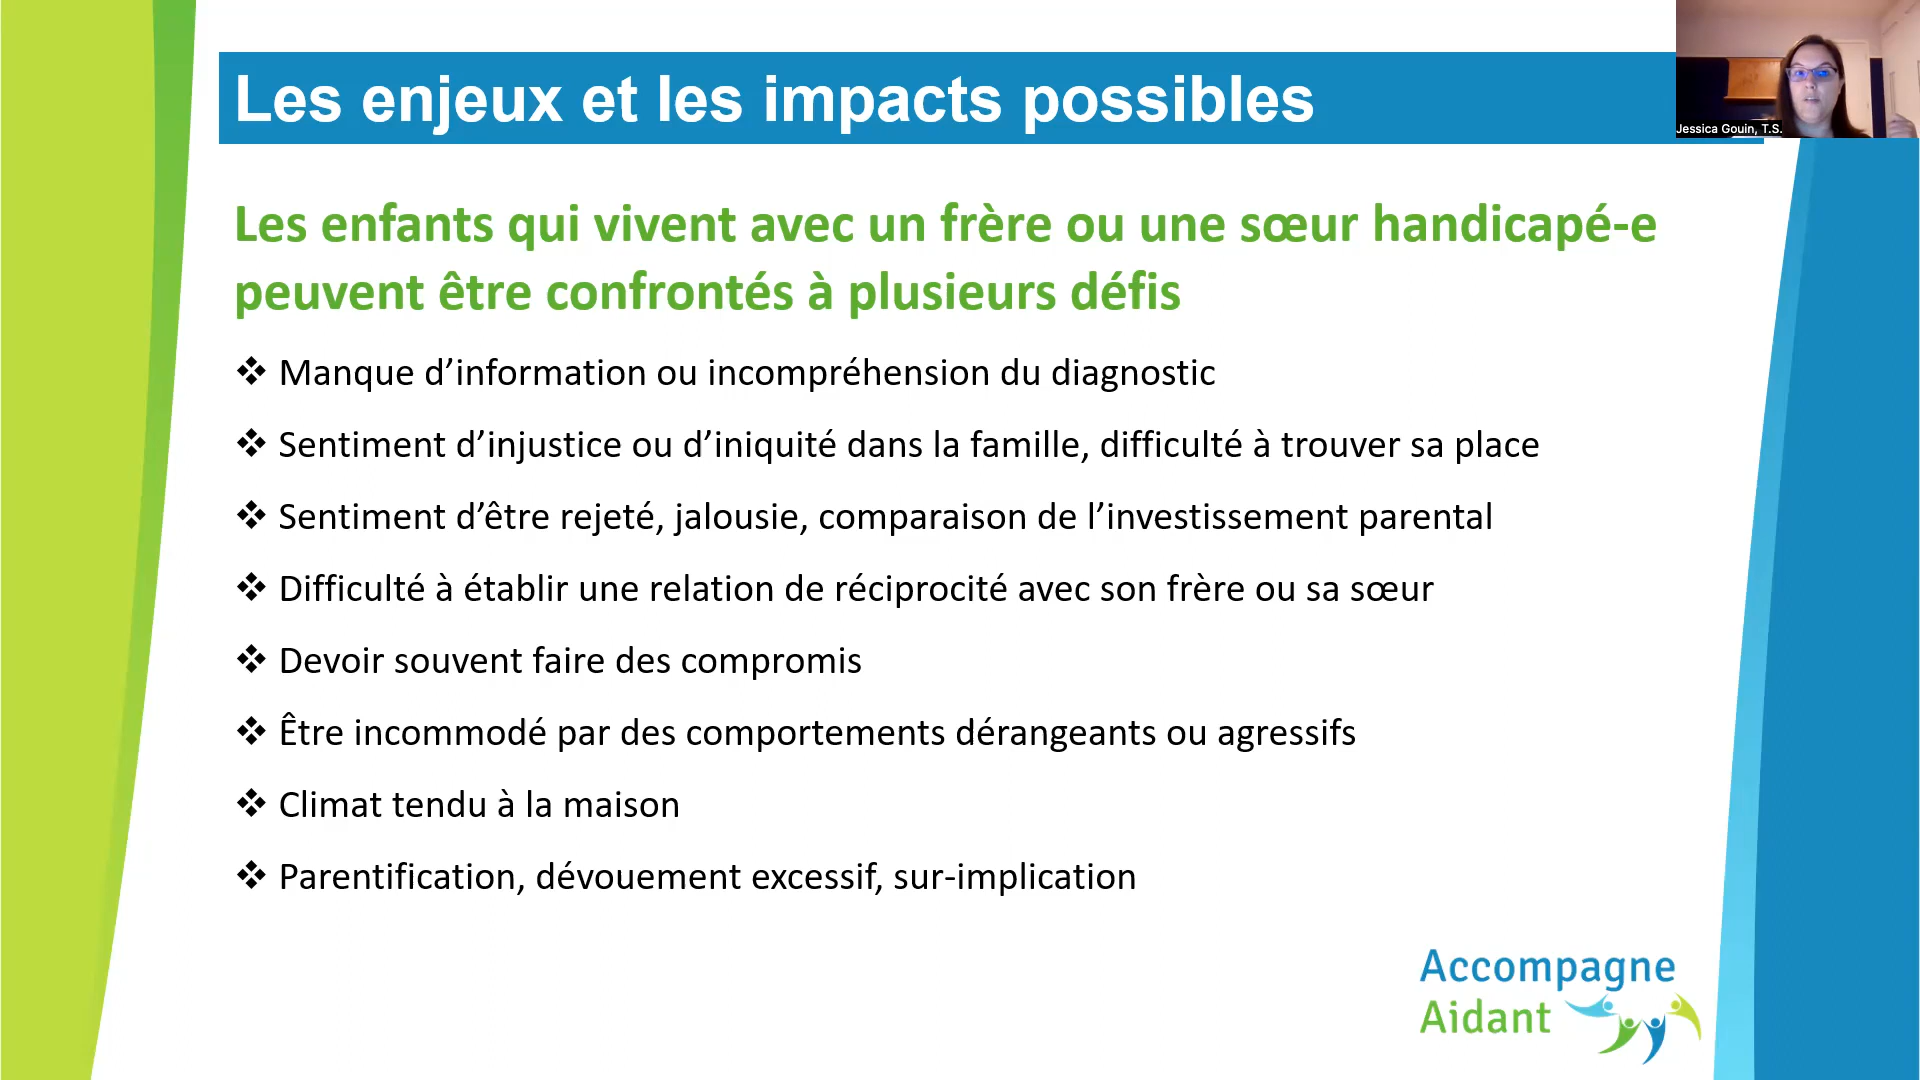 Les enjeux et les impacts possibles
Jessica Gouin, T.S.
Les enfants qui vivent avec un frère ou une sœur handicapé-e
peuvent être confrontés à plusieurs défis
❖ Manque d’information ou incompréhension du diagnostic
❖ Sentiment d’injustice ou d’iniquité dans la famille, difficulté à trouver sa place
❖ Sentiment d’être rejeté, jalousie, comparaison de l’investissement parental
❖ Difficulté à établir une relation de réciprocité avec son frère ou sa sœur
❖ Devoir souvent faire des compromis
❖ Être incommodé par des comportements dérangeants ou agressifs
❖ Climat tendu à la maison
❖ Parentification, dévouement excessif, sur-implication
Accompagne
Aidant